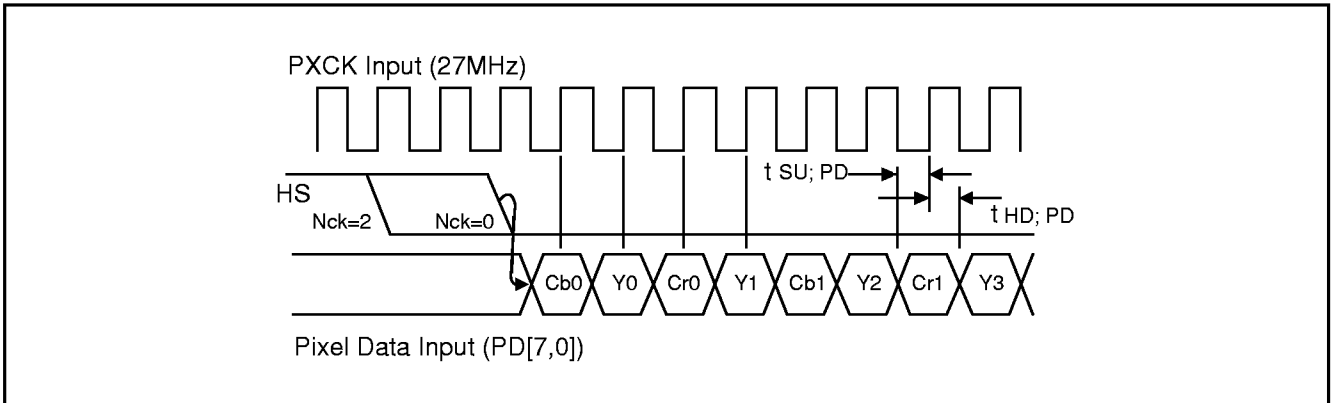 PXCK Input (27MHz)
t SU; PD
HS
Nck=2
Nck=0
t HD; PD
Cb0 Y0 Cr0 Y1 Cb1 Y2 Cr1 Y3
Pixel Data Input (PD[7,0])